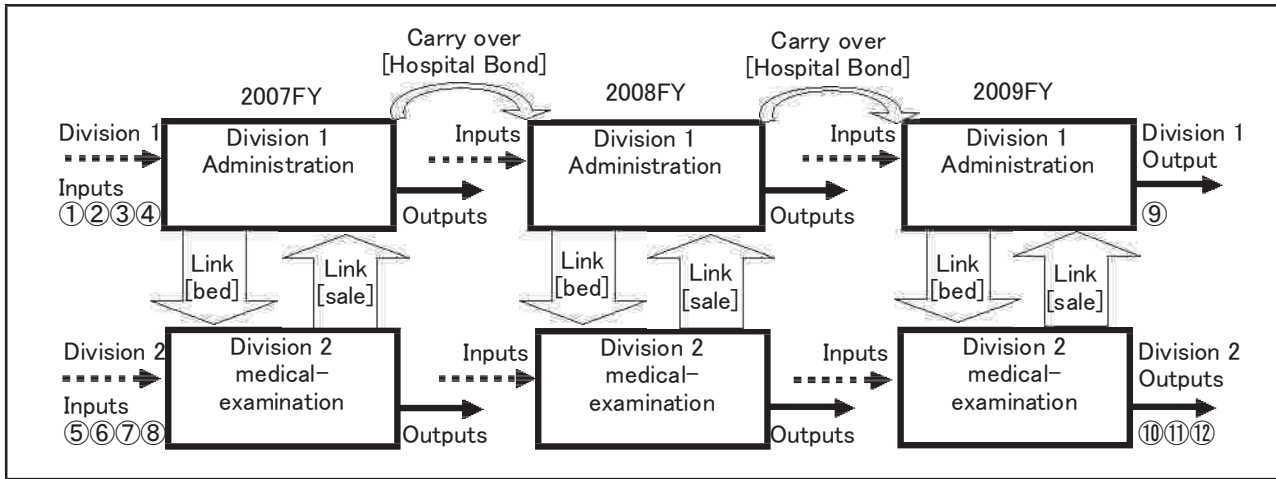 Carry over
[Hospital Bond]
Carry over
[Hospital Bond]
2007FY
2008FY
2009FY
Division 1
Inputs
①②③④
Division 1
Administration
Outputs
Inputs
Division 1
Administration
Outputs
Inputs
Division 1
Administration
Division 1
Output
⑨
Link
[bed]
Link
[sale]
Link
[bed]
Link
[sale]
Link
[bed]
Link
[sale]
Division 2
Inputs
⑤⑥⑦⑧
Division 2
medical-
examination
Outputs
Inputs
Division 2
medical-
examination
Outputs
Inputs
Division 2
medical-
examination
Division 2
Outputs
⑩⑪⑫